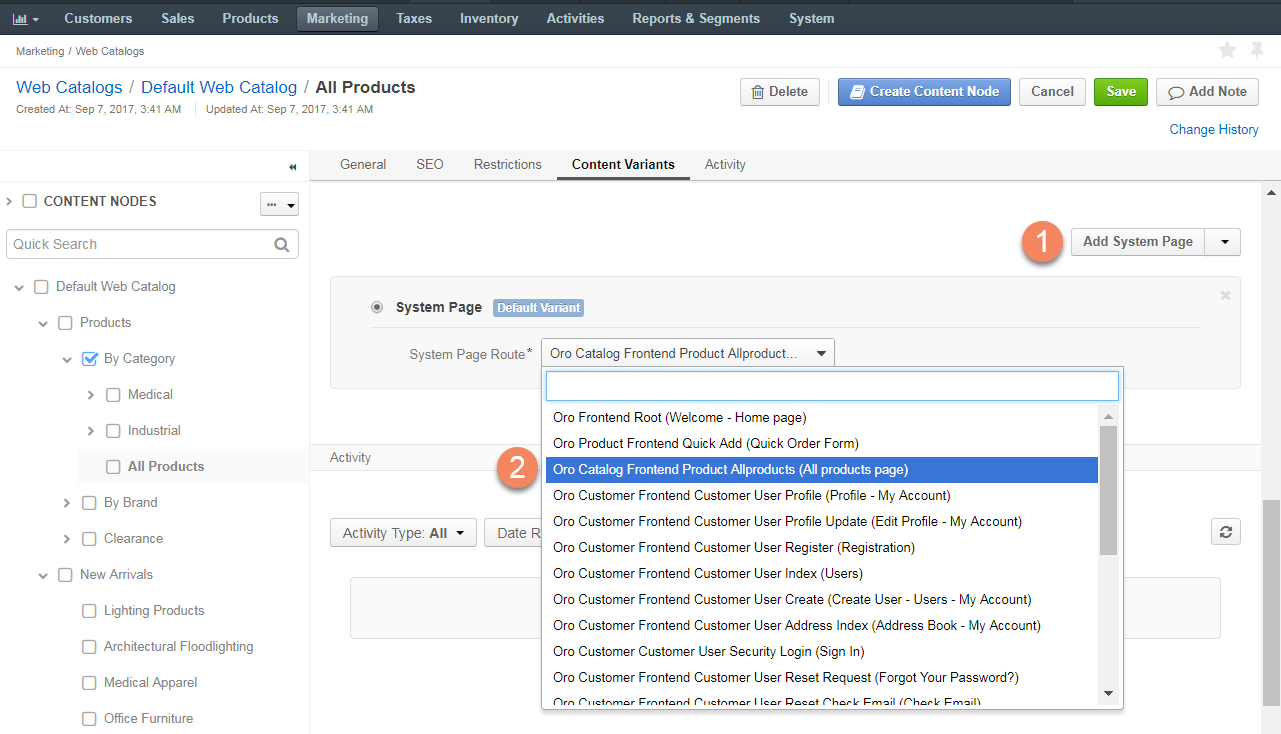 Customers Sales Products Marketing Taxes Inventory Activities Reports & Segments System
Marketing / Web Catalogs
Web Catalogs / Default Web Catalog / All Products
Delete Create Content Node Cancel Save Add Note
Created At: Sep 7, 2017, 3:41 AM Updated At: Sep 7, 2017, 3:41 AM
Change History
General SEO Restrictions Content Variants Activity
CONTENT NODES
Quick Search
Default Web Catalog
Products
By Category
Medical
Industrial
All Products
By Brand
Clearance
New Arrivals
Lighting Products
Architectural Floodlighting
Medical Apparel
Office Furniture
1 Add System Page
System Page Default Variant
System Page Route* Oro Catalog Frontend Product Allproduct...
Oro Frontend Root (Welcome - Home page)
Oro Product Frontend Quick Add (Quick Order Form)
2 Oro Catalog Frontend Product Allproducts (All products page)
Oro Customer Frontend Customer User Profile (Profile - My Account)
Oro Customer Frontend Customer User Profile Update (Edit Profile - My Account)
Oro Customer Frontend Customer User Register (Registration)
Oro Customer Frontend Customer User Index (Users)
Oro Customer Frontend Customer User Create (Create User - Users - My Account)
Oro Customer Frontend Customer User Address Index (Address Book - My Account)
Oro Customer Customer User Security Login (Sign In)
Oro Customer Frontend Customer User Reset Request (Forgot Your Password?)
Oro Customer Frontend Customer User Reset Check Email (Check Email)
Activity
Activity Type: All Date R